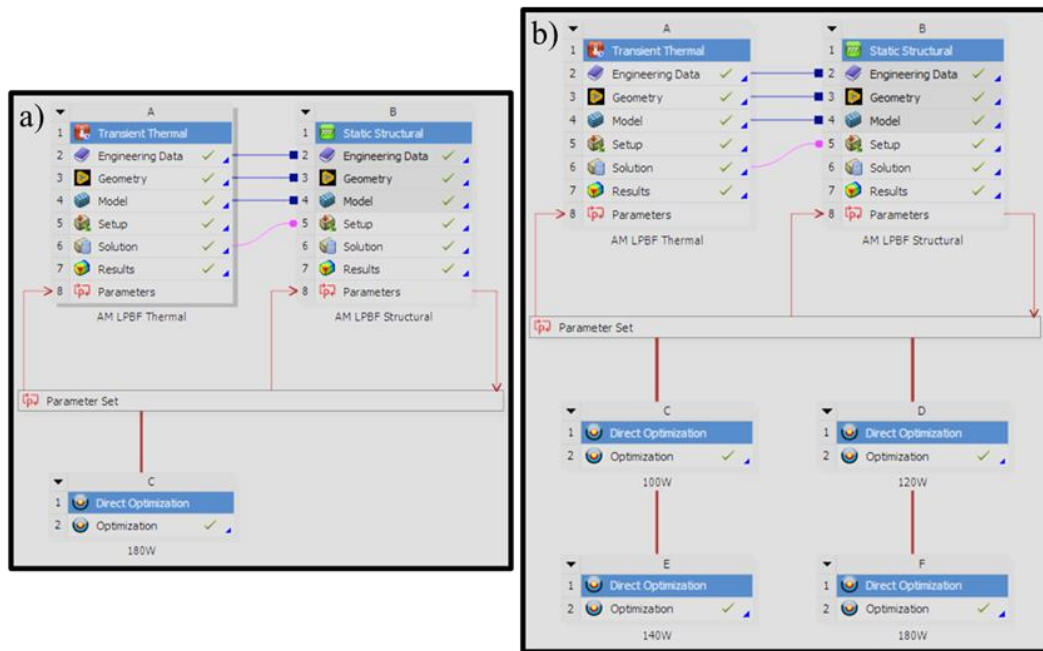 a)
A
B
1 Transient Thermal
1 Static Structural
2 Engineering Data
2 Engineering Data
3 Geometry
3 Geometry
4 Model
4 Model
5 Setup
5 Setup
6 Solution
6 Solution
7 Results
7 Results
8 Parameters
8 Parameters
AM LPBF Thermal
AM LPBF Structural
Parameter Set
C
1 Direct Optimization
2 Optimization
180W
b)
A
B
1 Transient Thermal
1 Static Structural
2 Engineering Data
2 Engineering Data
3 Geometry
3 Geometry
4 Model
4 Model
5 Setup
5 Setup
6 Solution
6 Solution
7 Results
7 Results
8 Parameters
8 Parameters
AM LPBF Thermal
AM LPBF Structural
Parameter Set
C
D
1 Direct Optimization
1 Direct Optimization
2 Optimization
2 Optimization
100W
120W
E
F
1 Direct Optimization
1 Direct Optimization
2 Optimization
2 Optimization
140W
180W